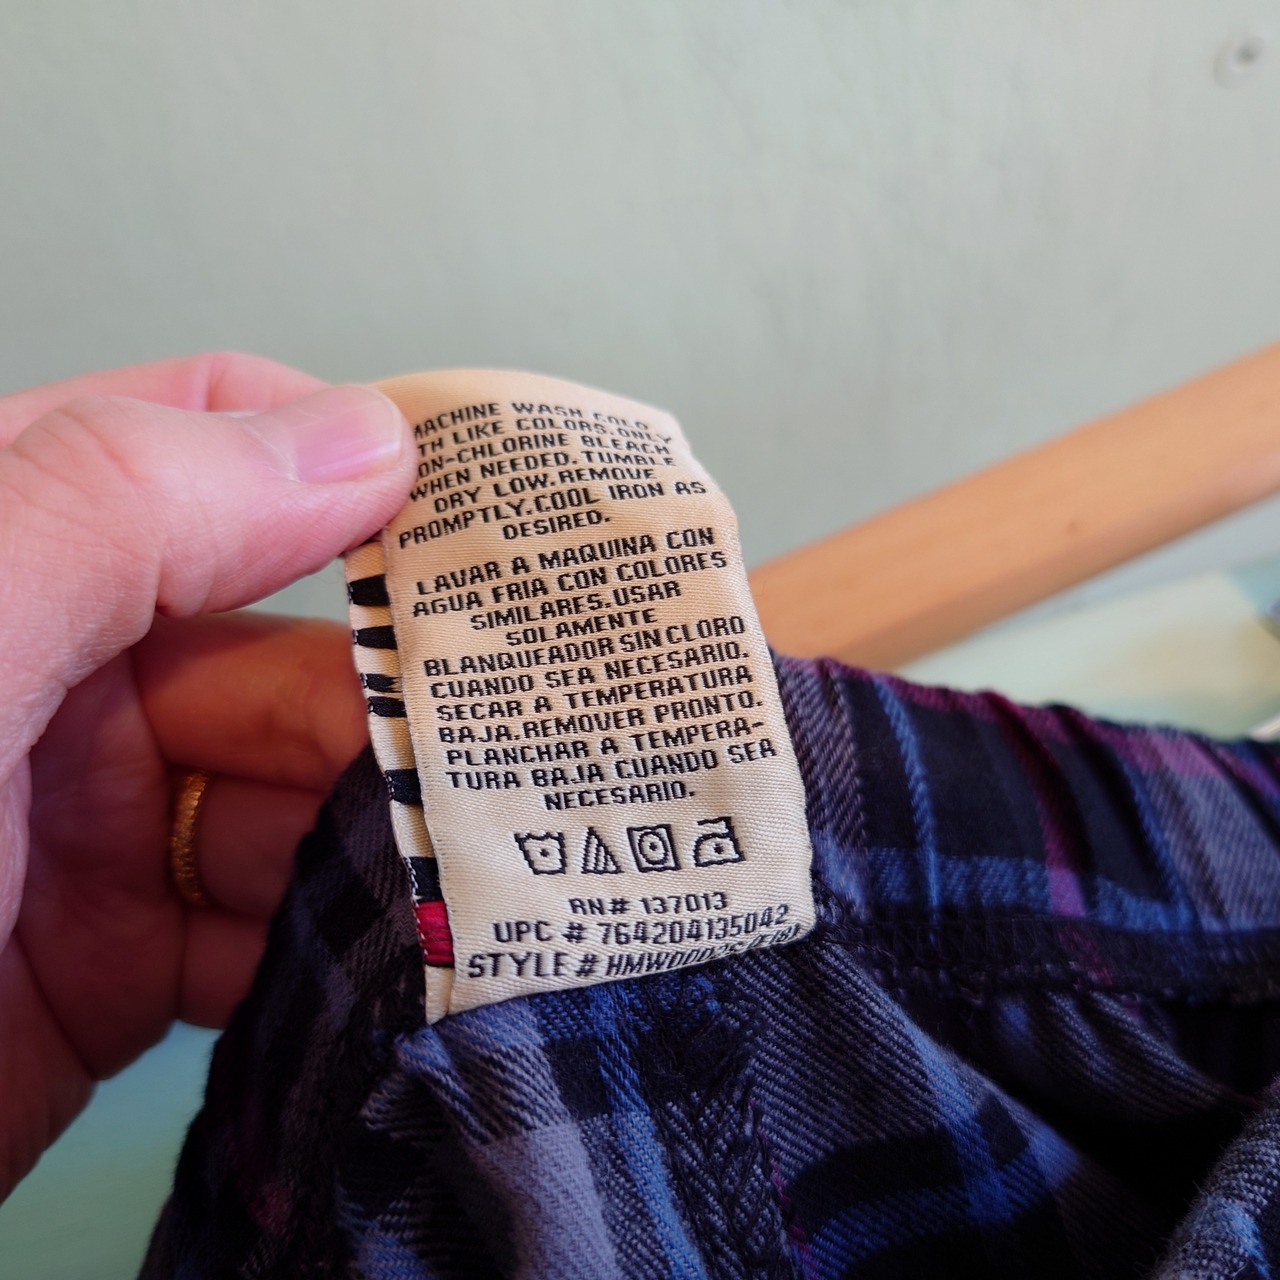 MACHINE WASH COLD
TH LIKE COLORS.ONLY
ON-CHLORINE BLEACH
WHEN NEEDED.TUMBLE
DRY LOW.REMOVE
PROMPTLY.COOL IRON AS
DESIRED.
LAVAR A MAQUINA CON
AGUA FRIA CON COLORES
SIMILARES.USAR
SOLAMENTE
BLANQUEADOR SIN CLORO
CUANDO SEA NECESARIO.
SECAR A TEMPERATURA
BAJA.REMOVER PRONTO.
PLANCHAR A TEMPERA-
TURA BAJA CUANDO SEA
NECESARIO.
RN# 137013
UPC # 764204135042
STYLE #